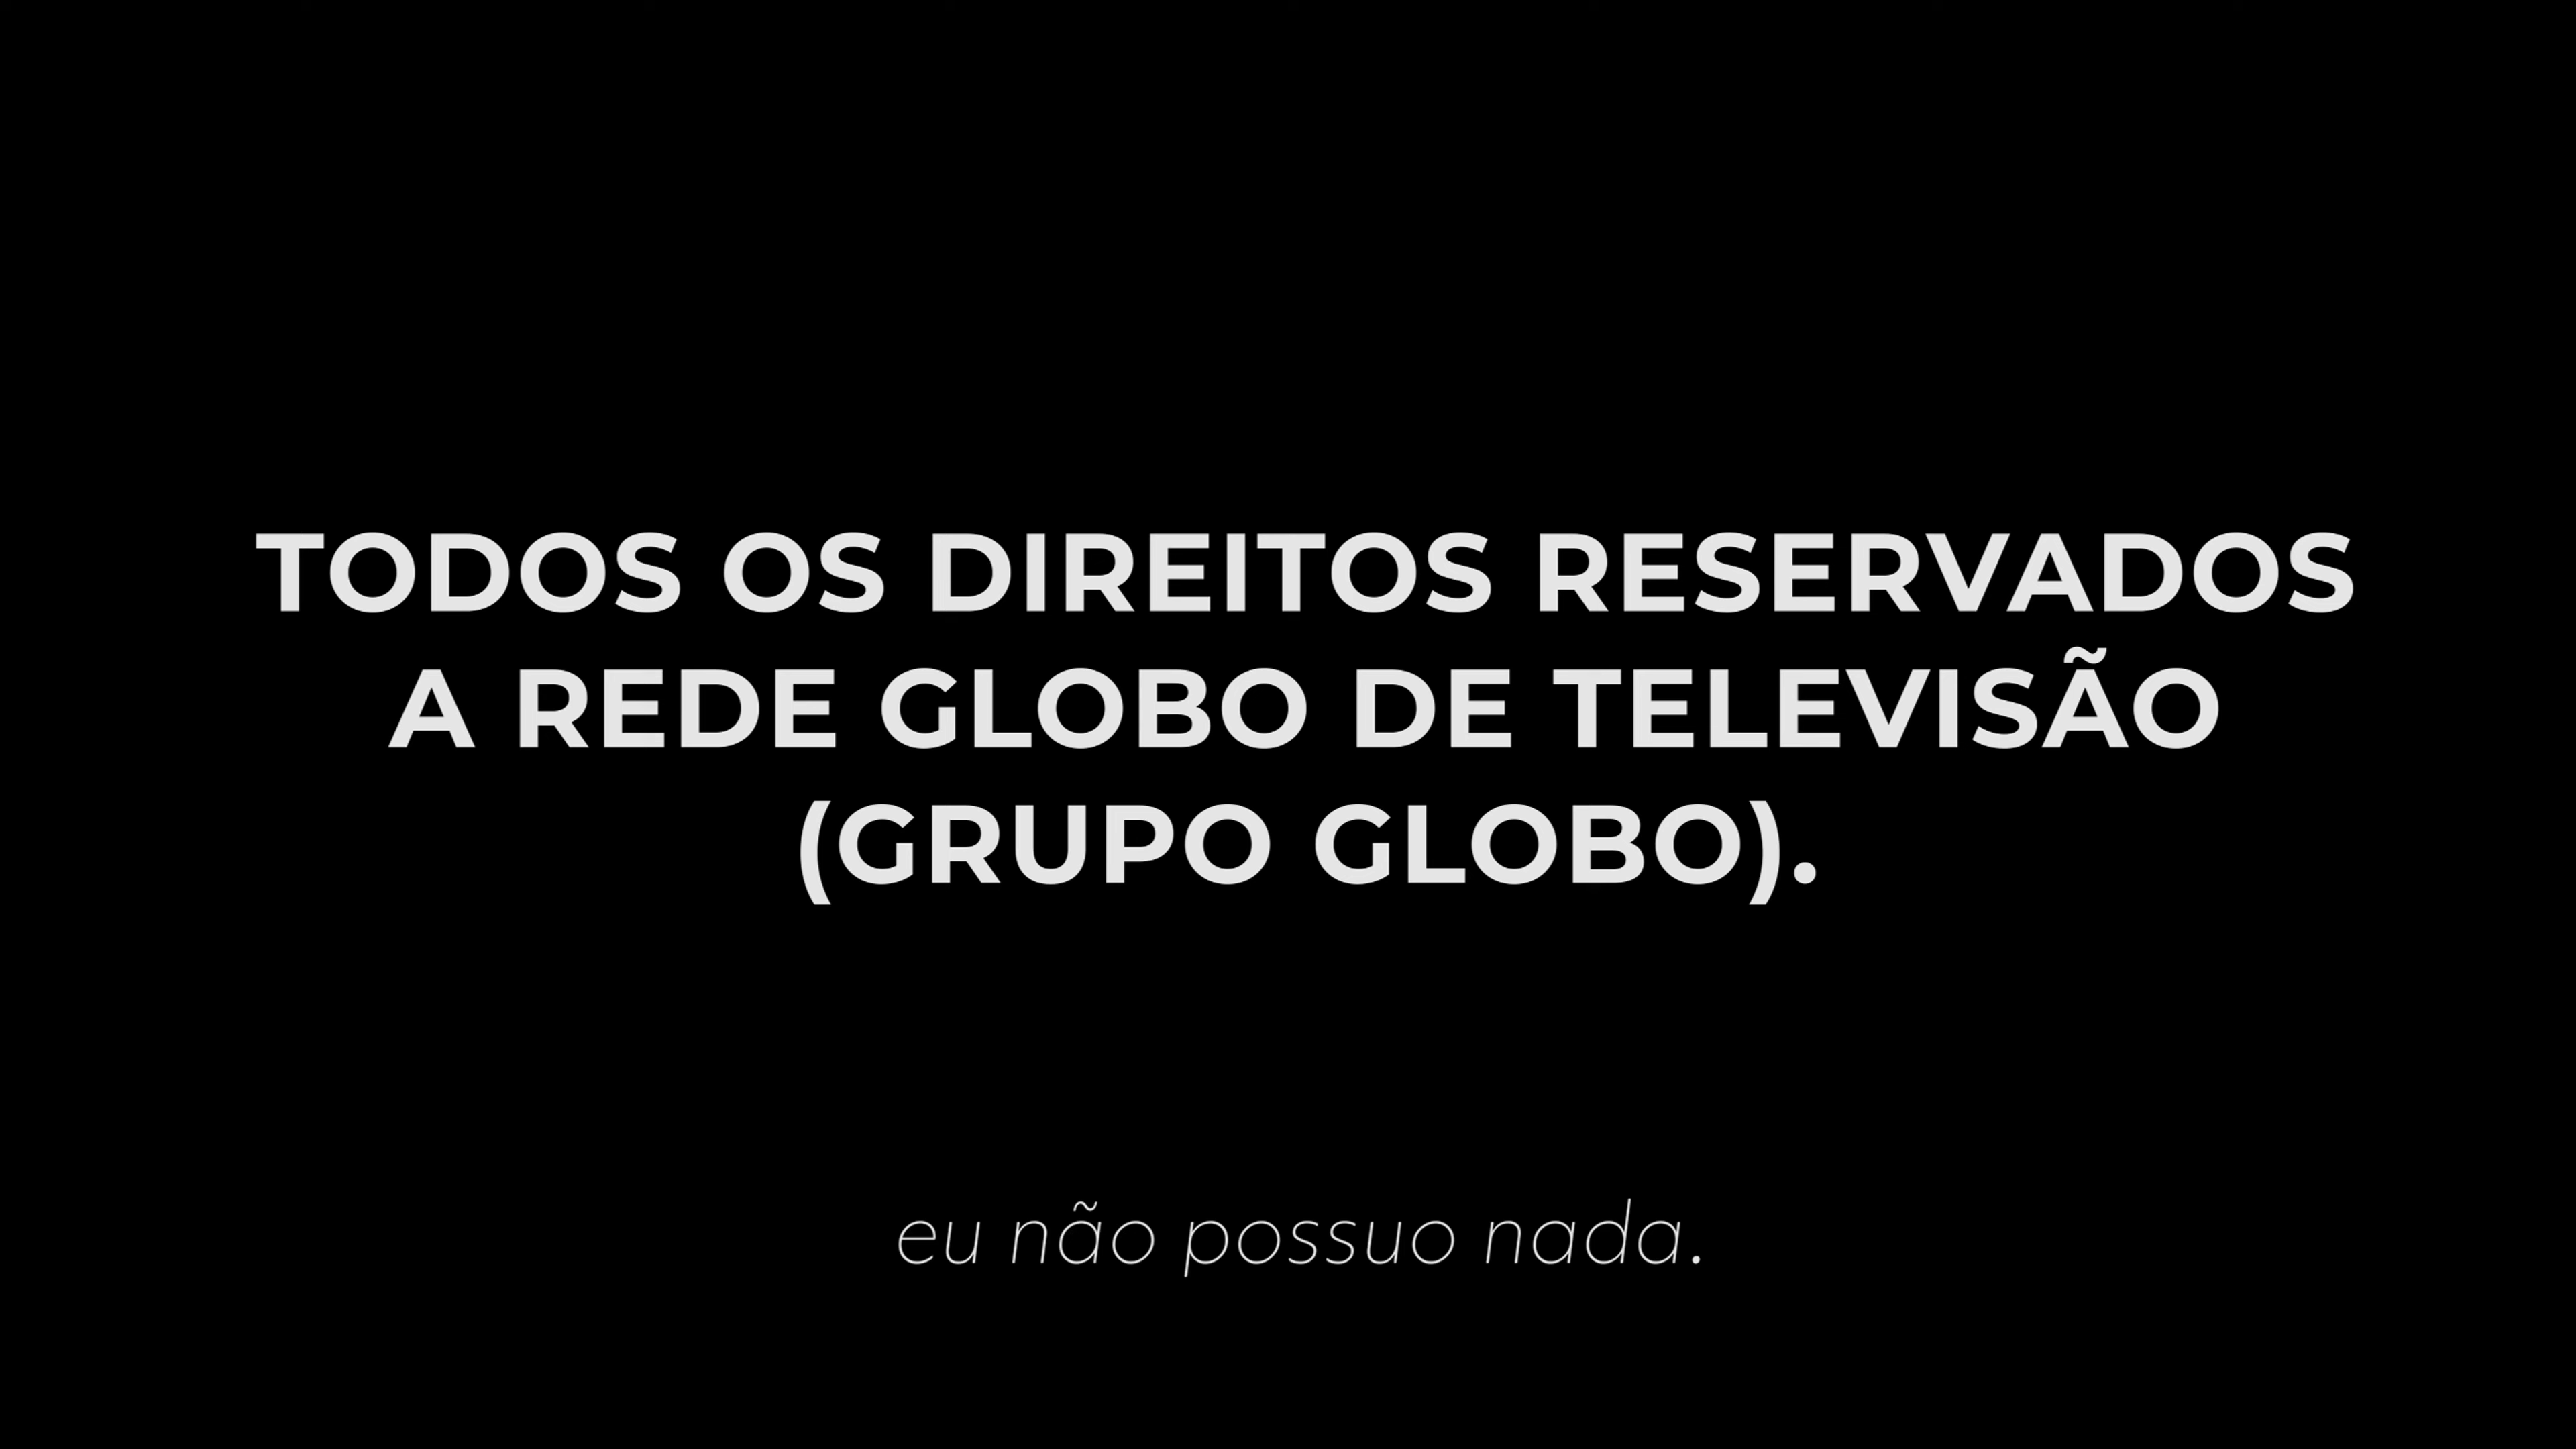 TODOS OS DIREITOS RESERVADOS
A REDE GLOBO DE TELEVISÃO
(GRUPO GLOBO).
eu não possuo nada.